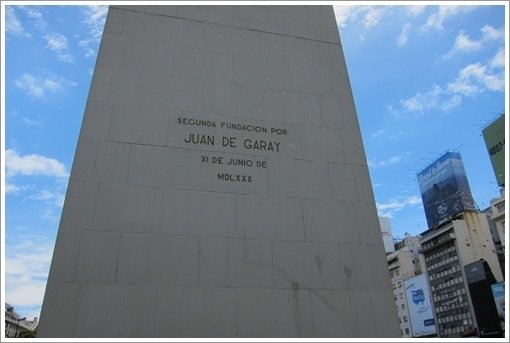 SEGUNDA FUNDACION POR
JUAN DE GARAY
XI DE JUNIO DE
MDLXXX